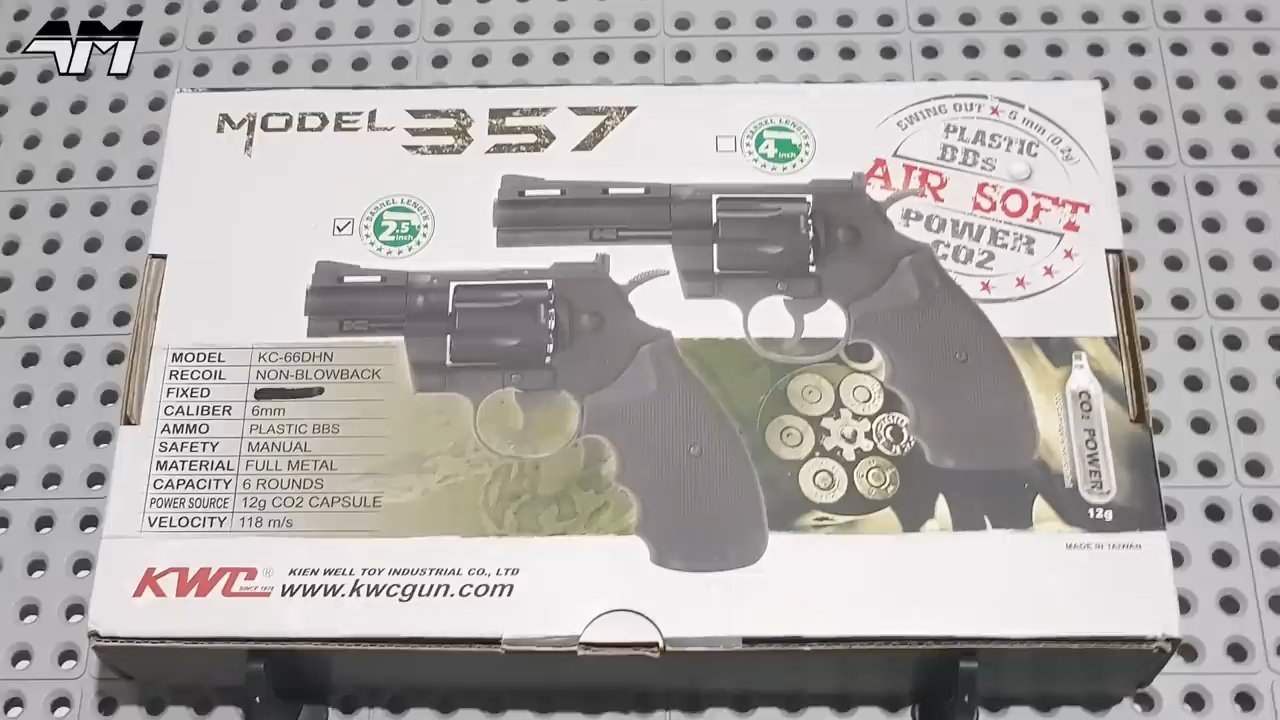 AM
MODEL 357
BARREL LENGTH
4 inch
SWING OUT ★ 6 mm (0.2g)
PLASTIC
BBs
AIR SOFT
POWER
CO2
BARREL LENGTH
2.5 inch
MODEL KC-66DHN
RECOIL NON-BLOWBACK
FIXED
CALIBER 6mm
AMMO PLASTIC BBS
SAFETY MANUAL
MATERIAL FULL METAL
CAPACITY 6 ROUNDS
POWER SOURCE 12g CO2 CAPSULE
VELOCITY 118 m/s
CO2 POWER
12g
MADE IN TAIWAN
KWC® SINCE 1978
KIEN WELL TOY INDUSTRIAL CO., LTD
www.kwcgun.com